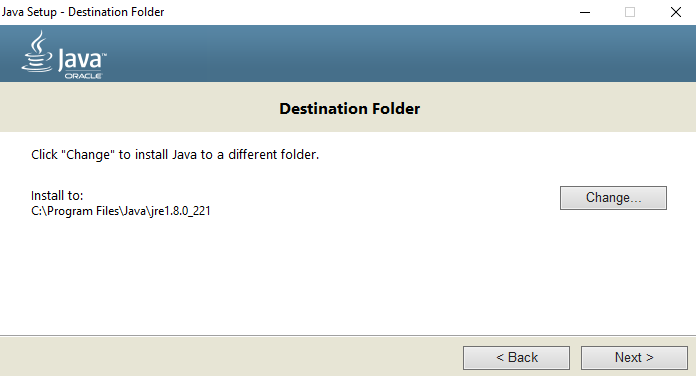 Java Setup - Destination Folder
Java™
ORACLE
Destination Folder
Click "Change" to install Java to a different folder.
Install to:
C:\Program Files\Java\jre1.8.0_221
Change...
< Back
Next >